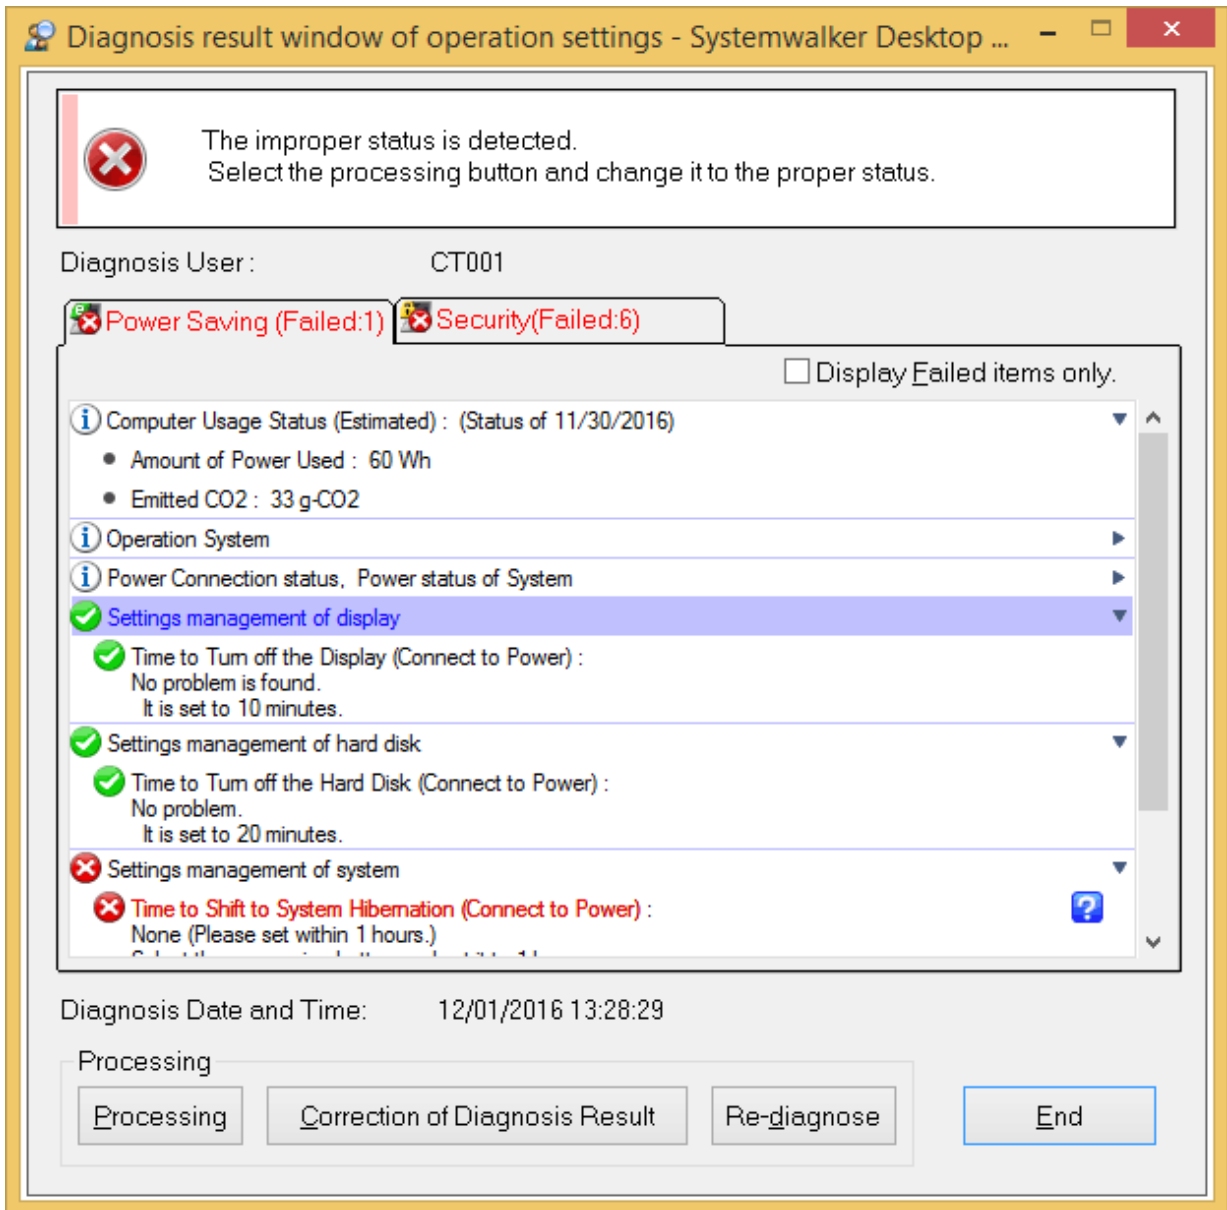 Diagnosis result window of operation settings - Systemwalker Desktop ...
The improper status is detected.
Select the processing button and change it to the proper status.
Diagnosis User : CT001
Power Saving (Failed:1) Security(Failed:6)
Display Failed items only.
Computer Usage Status (Estimated) : (Status of 11/30/2016)
• Amount of Power Used : 60 Wh
• Emitted CO2 : 33 g-CO2
Operation System
Power Connection status, Power status of System
Settings management of display
Time to Turn off the Display (Connect to Power) :
No problem is found.
It is set to 10 minutes.
Settings management of hard disk
Time to Turn off the Hard Disk (Connect to Power) :
No problem.
It is set to 20 minutes.
Settings management of system
Time to Shift to System Hibernation (Connect to Power) :
None (Please set within 1 hours.)
Diagnosis Date and Time: 12/01/2016 13:28:29
Processing
Processing Correction of Diagnosis Result Re-diagnose End